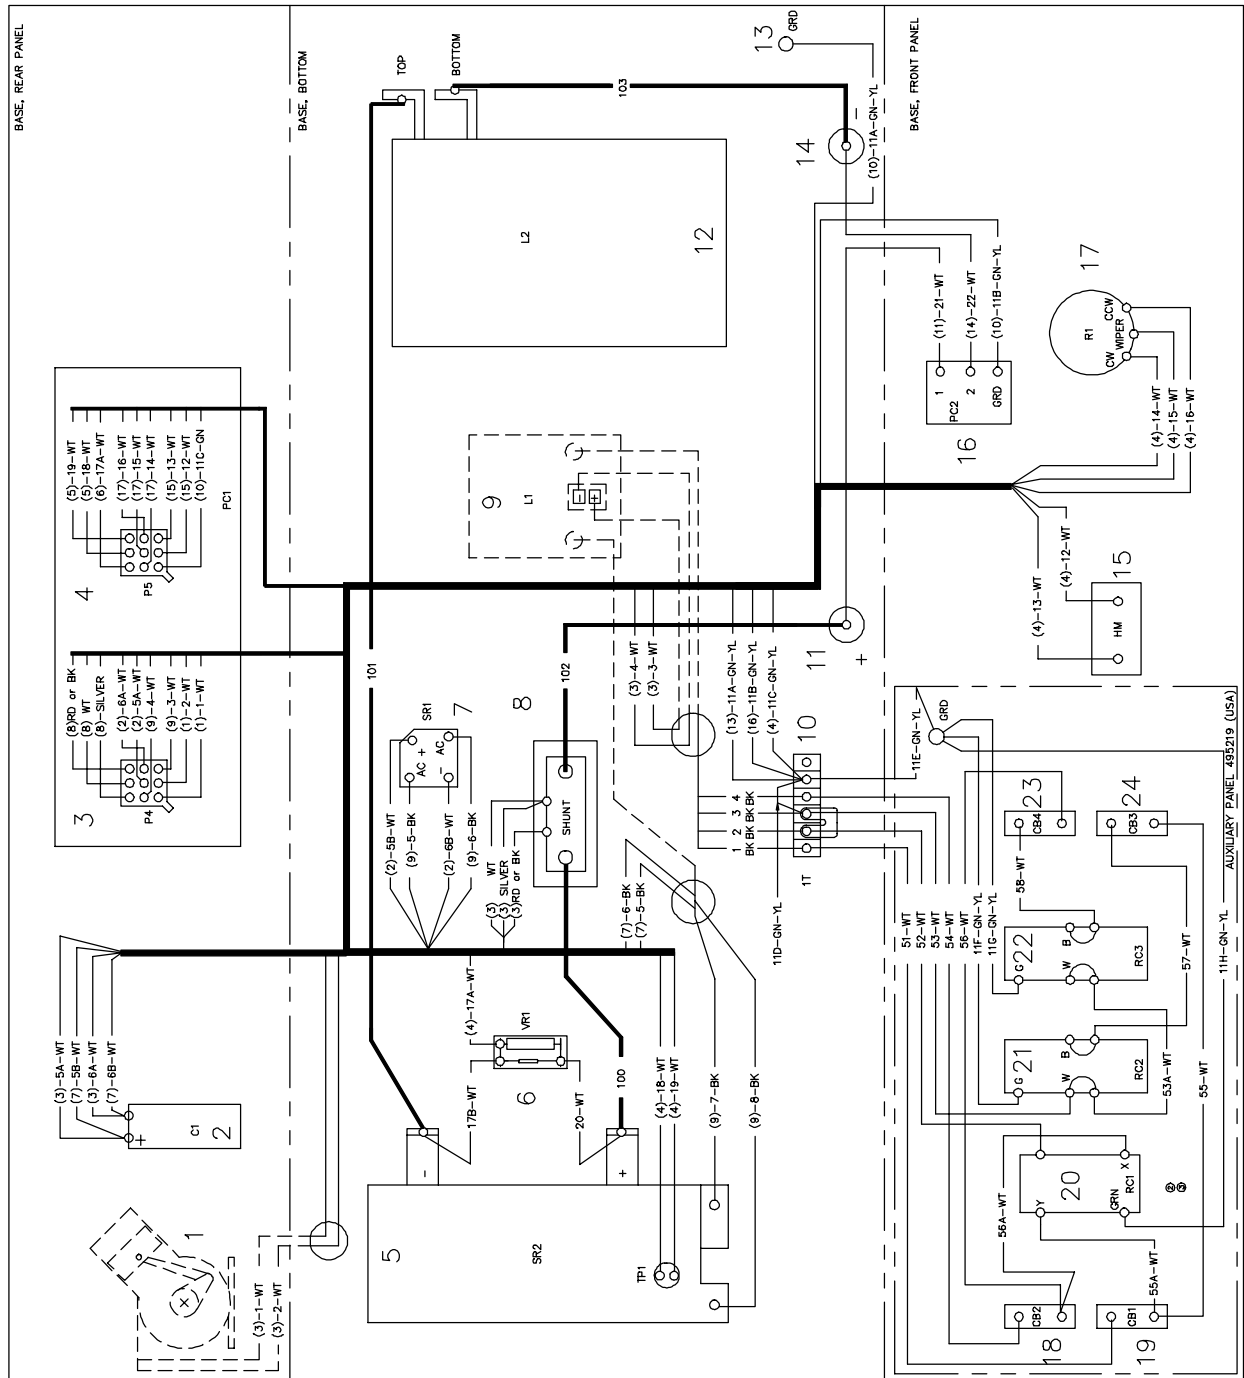 BASE, REAR PANEL
BASE, BOTTOM
BASE, FRONT PANEL
TOP
BOTTOM
103
13
GRD
(10)-11A-GN-YL
14
-
L2
12
101
(5)-19-WT
(5)-18-WT
(6)-17A-WT
(17)-16-WT
(17)-15-WT
(17)-14-WT
(15)-13-WT
(15)-12-WT
(10)-11C-GN
PC1
P5
4
(8)RD or BK
(8) WT
(8)-SILVER
(2)-6A-WT
(2)-5A-WT
(9)-4-WT
(9)-3-WT
(1)-2-WT
(1)-1-WT
P4
3
9
L1
-
+
(11)-21-WT
(14)-22-WT
(10)-11B-GN-YL
1
2
GRD
PC2
16
17
R1
CW
WIPER
CCW
(4)-14-WT
(4)-15-WT
(4)-16-WT
(4)-12-WT
(4)-13-WT
15
HM
SR1
7
AC +
- AC
(2)-5B-WT
(9)-5-BK
(2)-6B-WT
(9)-6-BK
8
102
SHUNT
(3) WT
(3) SILVER
(3)RD or BK
(7)-6-BK
(7)-5-BK
(3)-4-WT
(3)-3-WT
(13)-11A-GN-YL
(16)-11B-GN-YL
(4)-11C-GN-YL
11
+
10
1T
1 2 3 4
BK BK BK BK
11D-GN-YL
11E-GN-YL
GRD
(3)-5A-WT
(7)-5B-WT
(3)-6A-WT
(7)-6B-WT
+
C1
2
1
(3)-1-WT
(3)-2-WT
(4)-17A-WT
VR1
6
17B-WT
20-WT
100
(4)-18-WT
(4)-19-WT
(9)-7-BK
(9)-8-BK
-
+
5
SR2
TP1
51-WT
52-WT
53-WT
54-WT
56-WT
11F-GN-YL
11G-GN-YL
11H-GN-YL
58-WT
57-WT
53A-WT
55-WT
56A-WT
55A-WT
CB4
23
CB3
24
G
22
W
B
RC3
G
21
W
B
RC2
20
Y
GRN
RC1
X
CB2
18
CB1
19
AUXILIARY PANEL 495219 (USA)